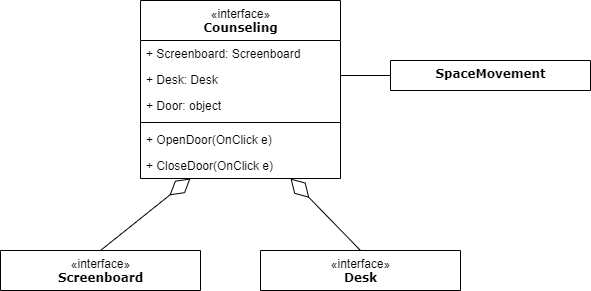 «interface»
Counseling
+ Screenboard: Screenboard
+ Desk: Desk
+ Door: object
+ OpenDoor(OnClick e)
+ CloseDoor(OnClick e)
SpaceMovement
«interface»
Screenboard
«interface»
Desk